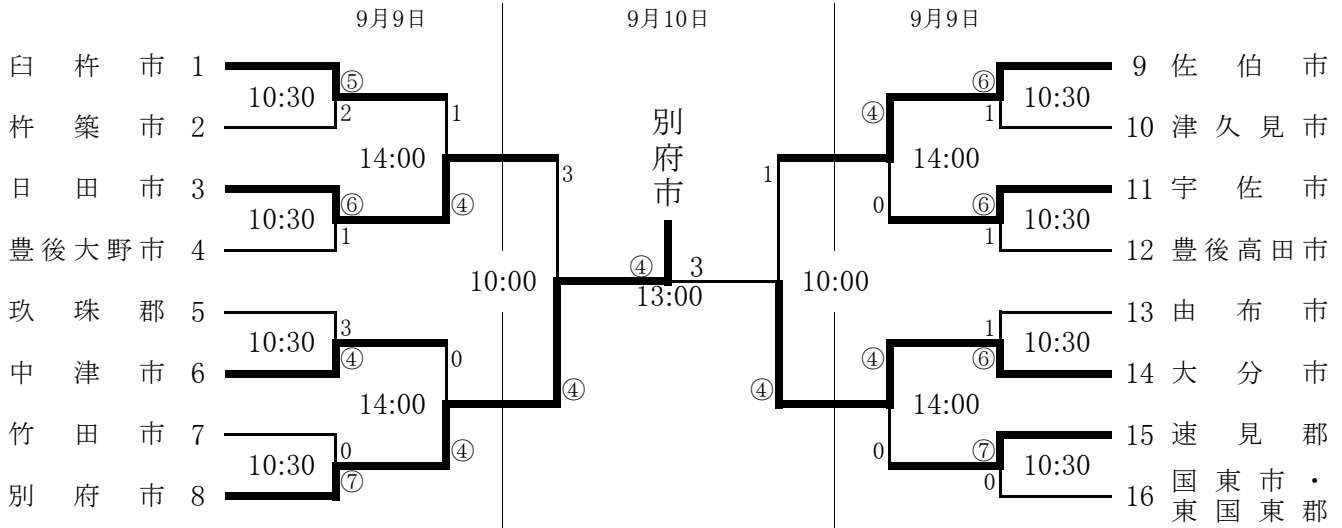 9月9日 9月10日 9月9日
臼杵市 1 ⑤ 10:30 2 1
杵築市 2
14:00
日田市 3 ⑥ 10:30 1 ④ 3
豊後大野市 4
10:00
玖珠郡 5 3 10:30 ④ 0
中津市 6 ④
14:00
竹田市 7 0 10:30 ⑦ ④
別府市 8
別府市
④ 3
13:00
⑥ 9 佐伯市
④ 1 10:30
10 津久見市
1 14:00
0 ⑥ 11 宇佐市
1 10:30
12 豊後高田市
10:00
1 13 由布市
④ ⑥ 10:30
④ 14 大分市
14:00
0 ⑦ 15 速見郡
0 10:30
16 国東市・
東国東郡